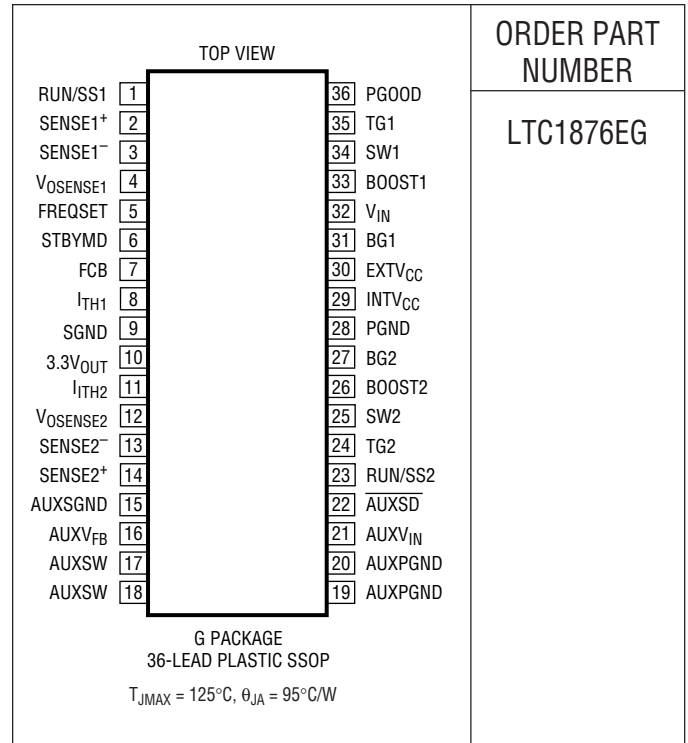 TOP VIEW
RUN/SS1 1
SENSE1⁺ 2
SENSE1⁻ 3
VOSENSE1 4
FREQSET 5
STBYMD 6
FCB 7
ITH1 8
SGND 9
3.3VOUT 10
IITH2 11
VOSENSE2 12
SENSE2⁻ 13
SENSE2⁺ 14
AUXSGND 15
AUXVFB 16
AUXSW 17
AUXSW 18
36 PGOOD
35 TG1
34 SW1
33 BOOST1
32 VIN
31 BG1
30 EXTVCC
29 INTVCC
28 PGND
27 BG2
26 BOOST2
25 SW2
24 TG2
23 RUN/SS2
22 A̅U̅X̅S̅D̅
21 AUXVIN
20 AUXPGND
19 AUXPGND
G PACKAGE
36-LEAD PLASTIC SSOP
TJMAX = 125°C, θJA = 95°C/W
ORDER PART
NUMBER
LTC1876EG